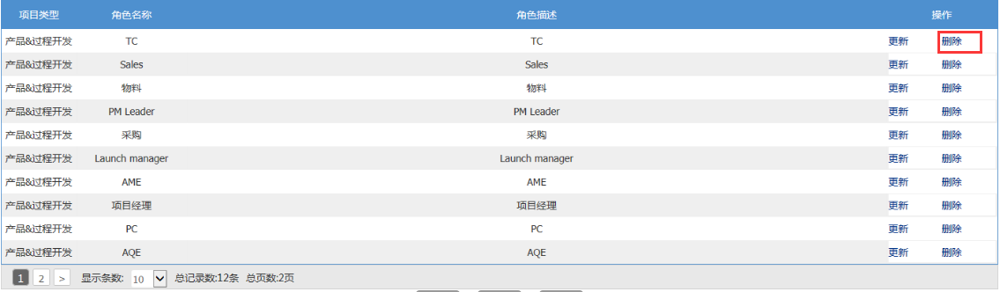 项目类型 角色名称 角色描述 操作
产品&过程开发 TC TC 更新 删除
产品&过程开发 Sales Sales 更新 删除
产品&过程开发 物料 物料 更新 删除
产品&过程开发 PM Leader PM Leader 更新 删除
产品&过程开发 采购 采购 更新 删除
产品&过程开发 Launch manager Launch manager 更新 删除
产品&过程开发 AME AME 更新 删除
产品&过程开发 项目经理 项目经理 更新 删除
产品&过程开发 PC PC 更新 删除
产品&过程开发 AQE AQE 更新 删除
1 2 > 显示条数: 10 总记录数:12条 总页数:2页